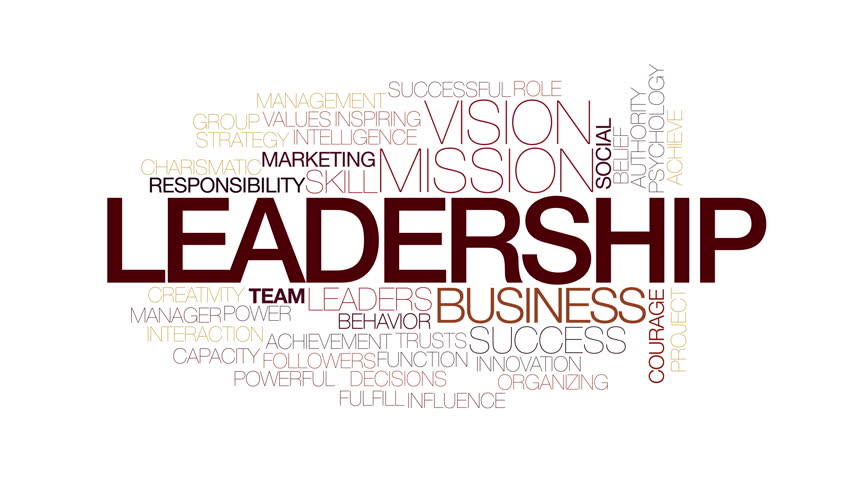 SUCCESSFUL ROLE
MANAGEMENT
GROUP VALUES INSPIRING VISION
STRATEGY INTELLIGENCE
CHARISMATIC MARKETING MISSION
RESPONSIBILITY SKILL
SOCIAL
BELIEF
AUTHORITY
PSYCHOLOGY
ACHIEVE
LEADERSHIP
CREATIVITY TEAM LEADERS BUSINESS
MANAGER POWER BEHAVIOR
INTERACTION ACHIEVEMENT TRUSTS SUCCESS
CAPACITY FOLLOWERS FUNCTION INNOVATION
POWERFUL DECISIONS ORGANIZING
FULFILL INFLUENCE
COURAGE
PROJECT